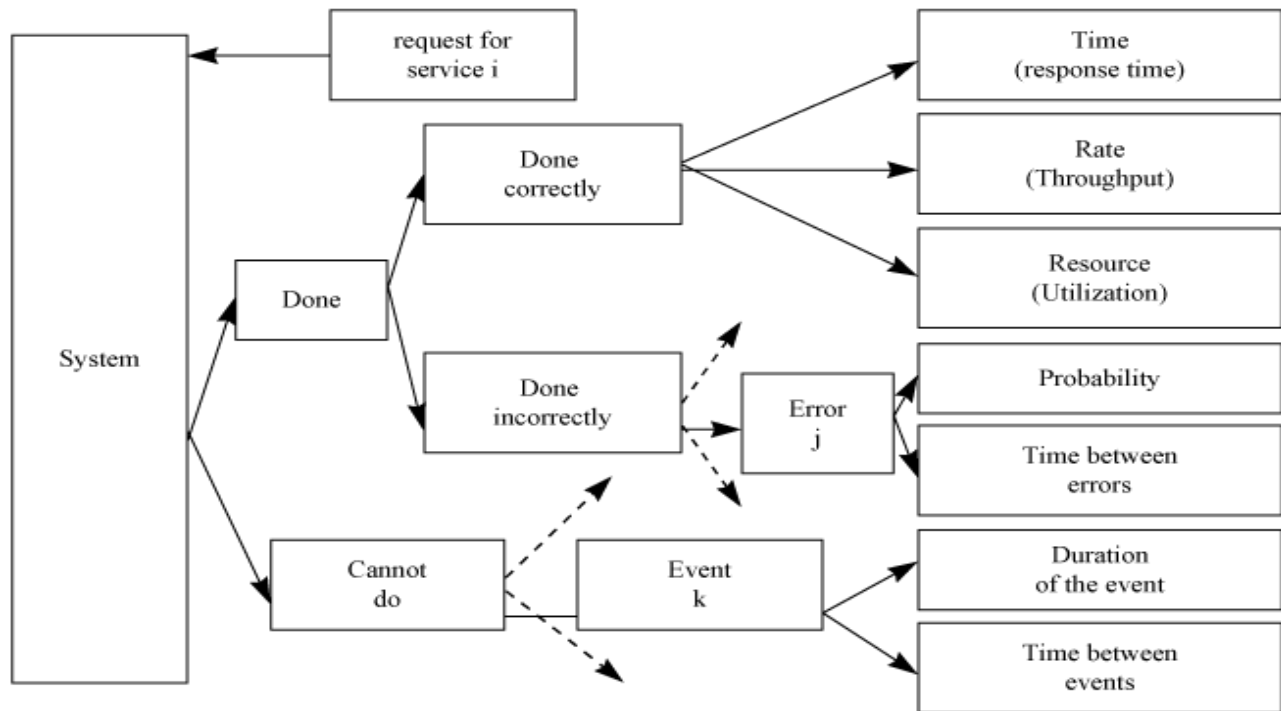 request for
service i
Time
(response time)
Done
correctly
Rate
(Throughput)
Done
Resource
(Utilization)
System
Done
incorrectly
Error
j
Probability
Time between
errors
Cannot
do
Event
k
Duration
of the event
Time between
events